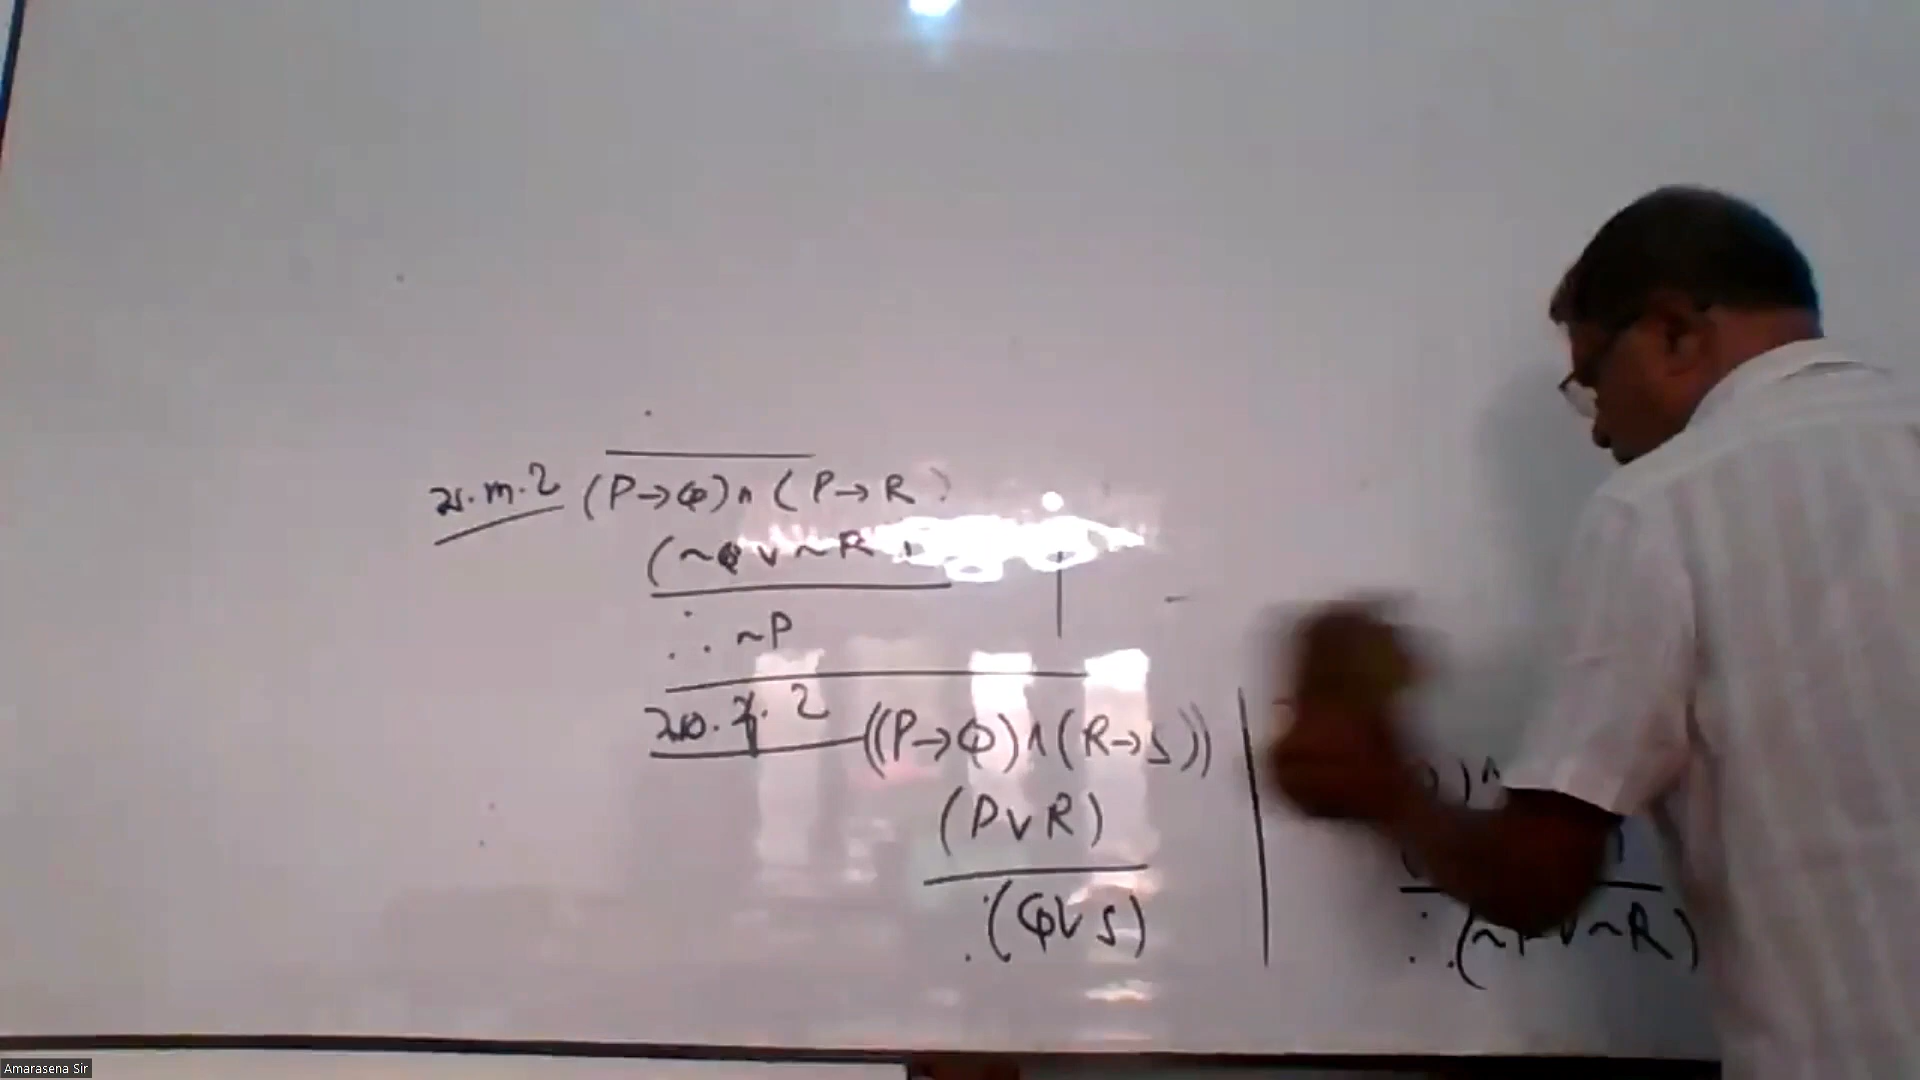 (P→Q)∧(P→R)
(~Q∨~R)
∴ ~P
((P→Q)∧(R→S))
(P∨R)
∴ (Q∨S)
∴ (~P∨~R)
Amarasena Sir